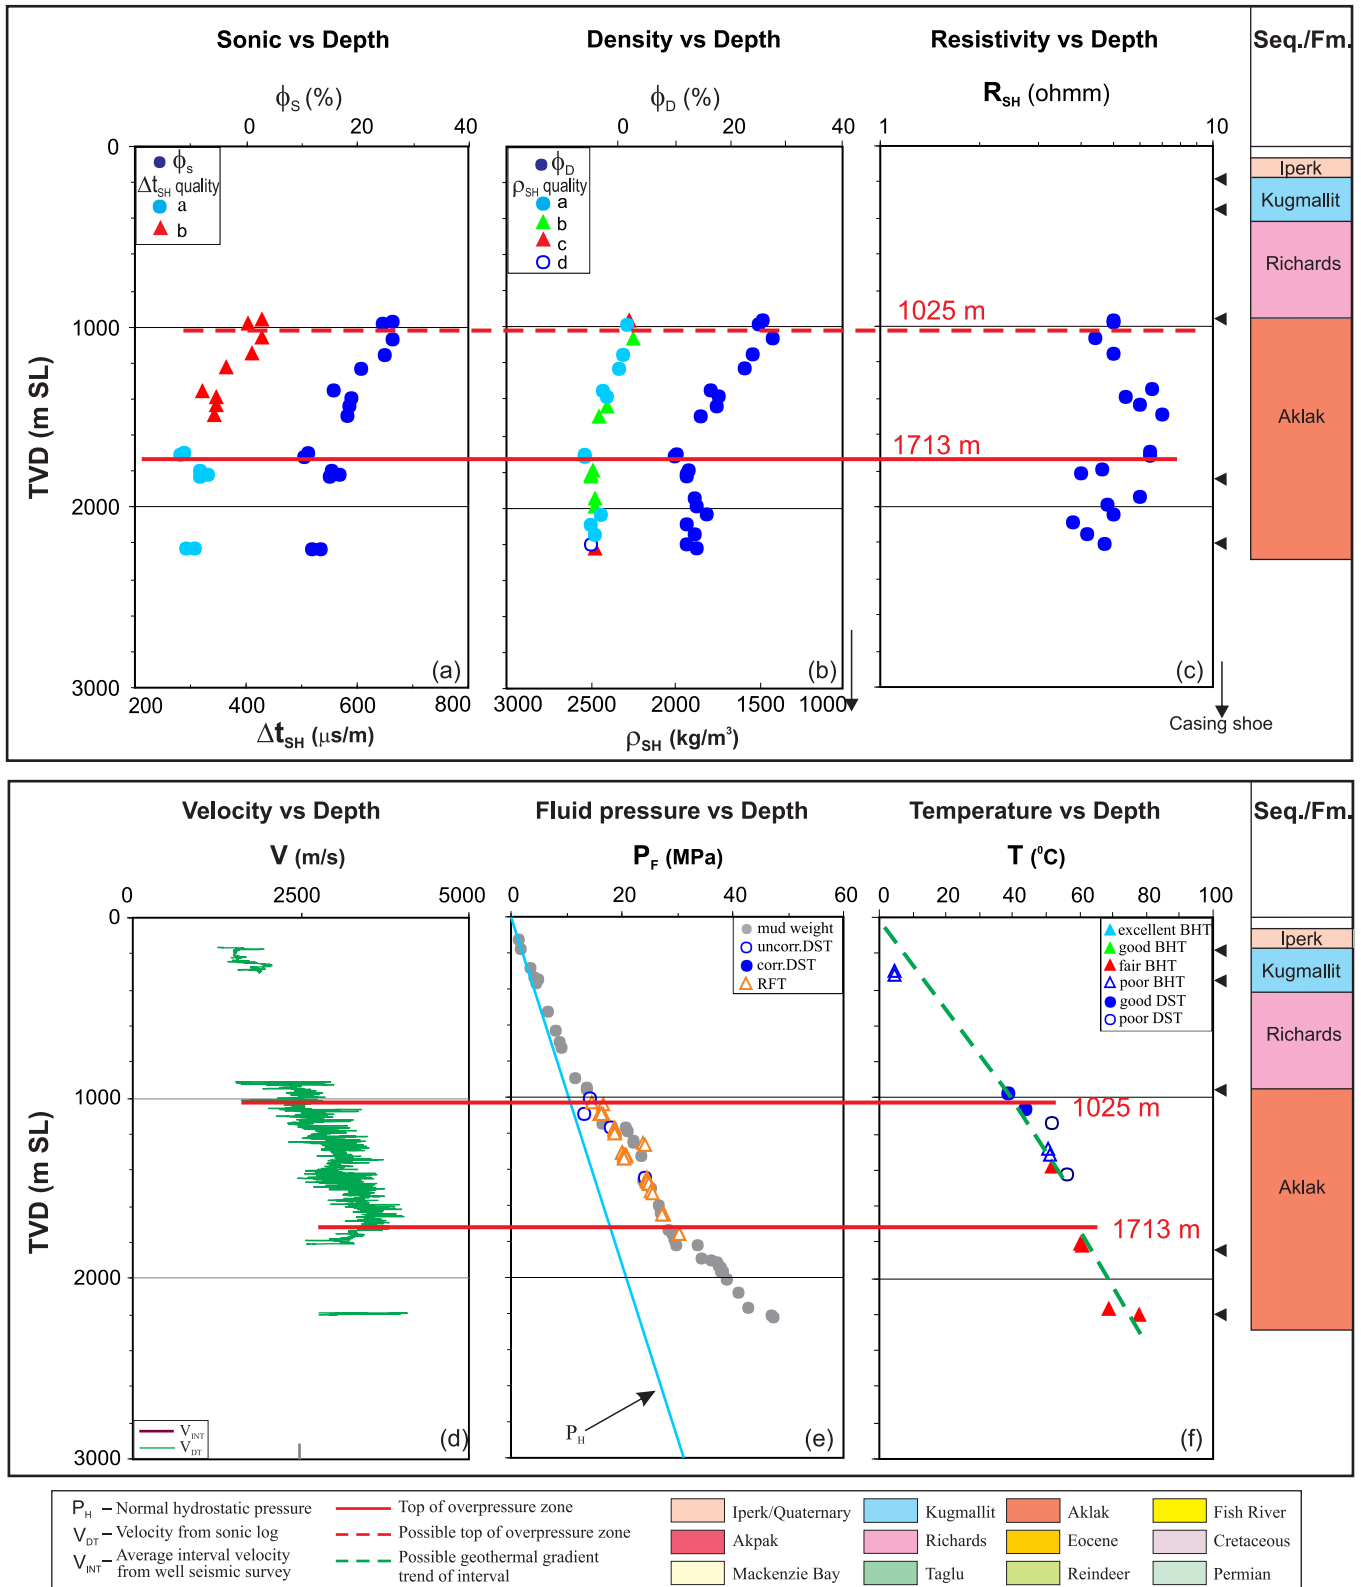 Sonic vs Depth
Density vs Depth
Resistivity vs Depth
Seq./Fm.
ϕS (%)
ϕD (%)
RSH (ohmm)
0 20 40
0 20 40
1 10
0
1000
2000
3000
TVD (m SL)
ϕs
ΔtSH quality
a
b
ϕD
ρSH quality
a
b
c
d
1025 m
1713 m
Iperk
Kugmallit
Richards
Aklak
(a)
(b)
(c)
200 400 600 800
3000 2500 2000 1500 1000
ΔtSH (μs/m)
ρSH (kg/m³)
Casing shoe
Velocity vs Depth
Fluid pressure vs Depth
Temperature vs Depth
Seq./Fm.
V (m/s)
PF (MPa)
T (⁰C)
0 2500 5000
0 20 40 60
0 20 40 60 80 100
0
1000
2000
3000
TVD (m SL)
mud weight
uncorr.DST
corr.DST
RFT
excellent BHT
good BHT
fair BHT
poor BHT
good DST
poor DST
1025 m
1713 m
Iperk
Kugmallit
Richards
Aklak
PH
VINT
VDT
(d)
(e)
(f)
PH – Normal hydrostatic pressure
VDT – Velocity from sonic log
VINT – Average interval velocity
from well seismic survey
Top of overpressure zone
Possible top of overpressure zone
Possible geothermal gradient
trend of interval
Iperk/Quaternary
Kugmallit
Aklak
Fish River
Akpak
Richards
Eocene
Cretaceous
Mackenzie Bay
Taglu
Reindeer
Permian